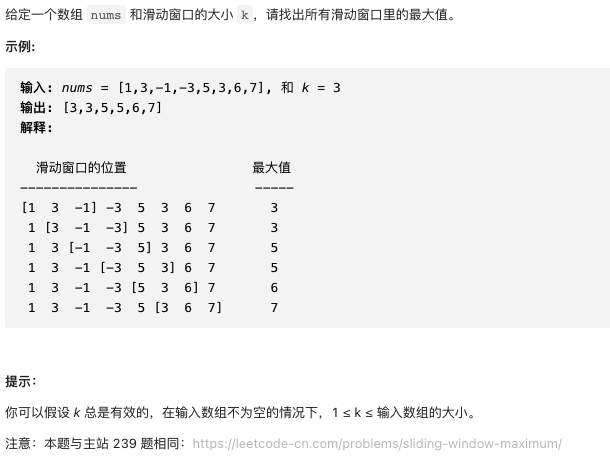 给定一个数组 nums 和滑动窗口的大小 k，请找出所有滑动窗口里的最大值。
示例:
输入: nums = [1,3,-1,-3,5,3,6,7], 和 k = 3
输出: [3,3,5,5,6,7]
解释:
滑动窗口的位置 最大值
--------------- -----
[1 3 -1] -3 5 3 6 7 3
1 [3 -1 -3] 5 3 6 7 3
1 3 [-1 -3 5] 3 6 7 5
1 3 -1 [-3 5 3] 6 7 5
1 3 -1 -3 [5 3 6] 7 6
1 3 -1 -3 5 [3 6 7] 7
提示：
你可以假设 k 总是有效的，在输入数组不为空的情况下，1 ≤ k ≤ 输入数组的大小。
注意：本题与主站 239 题相同：https://leetcode-cn.com/problems/sliding-window-maximum/